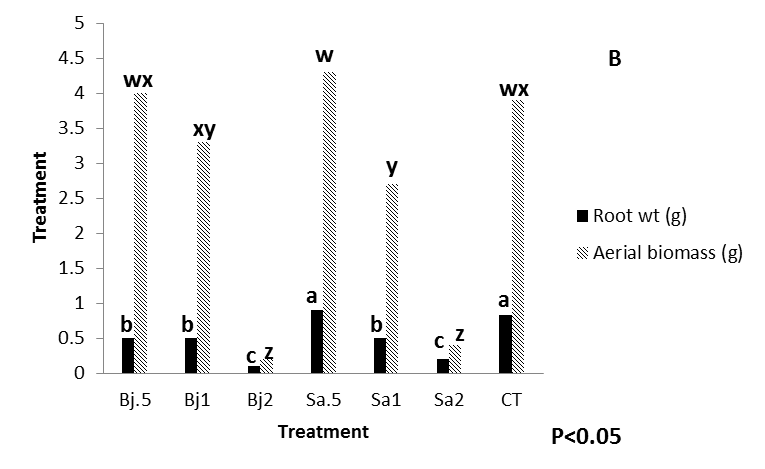 5
4.5
4
3.5
3
2.5
2
1.5
1
0.5
0
Treatment
wx
b
xy
b
z
c
w
a
y
b
z
c
wx
a
Bj.5 Bj1 Bj2 Sa.5 Sa1 Sa2 CT
Treatment
B
Root wt (g)
Aerial biomass (g)
P<0.05